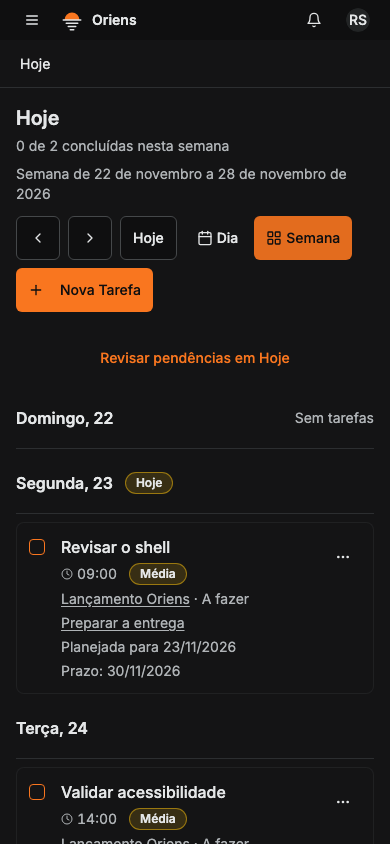 Oriens
RS
Hoje
Hoje
0 de 2 concluídas nesta semana
Semana de 22 de novembro a 28 de novembro de
2026
Hoje
Dia
Semana
Nova Tarefa
Revisar pendências em Hoje
Domingo, 22
Sem tarefas
Segunda, 23
Hoje
Revisar o shell
09:00
Média
Lançamento Oriens · A fazer
Preparar a entrega
Planejada para 23/11/2026
Prazo: 30/11/2026
Terça, 24
Validar acessibilidade
14:00
Média
Lançamento Oriens · A fazer